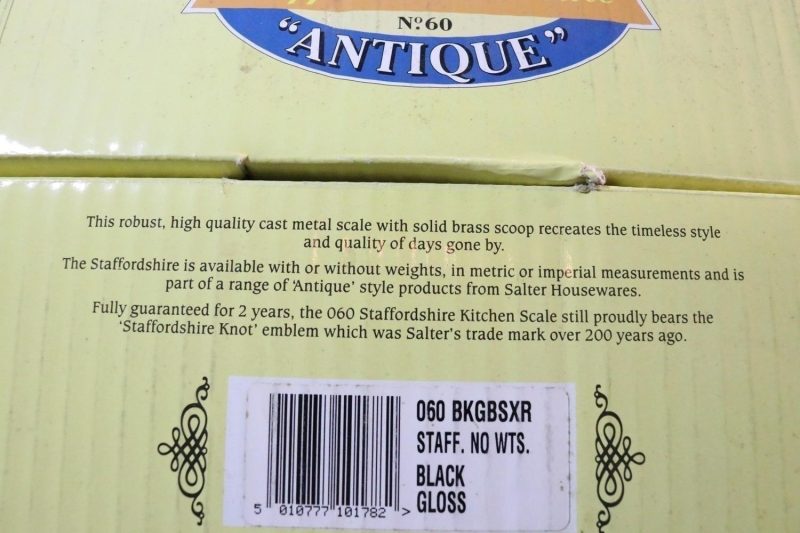 Nº.60
“ANTIQUE”
This robust, high quality cast metal scale with solid brass scoop recreates the timeless style
and quality of days gone by.
The Staffordshire is available with or without weights, in metric or imperial measurements and is
part of a range of ‘Antique’ style products from Salter Housewares.
Fully guaranteed for 2 years, the 060 Staffordshire Kitchen Scale still proudly bears the
‘Staffordshire Knot’ emblem which was Salter's trade mark over 200 years ago.
060 BKGBSXR
STAFF. NO WTS.
BLACK
GLOSS
5 010777 101782 >